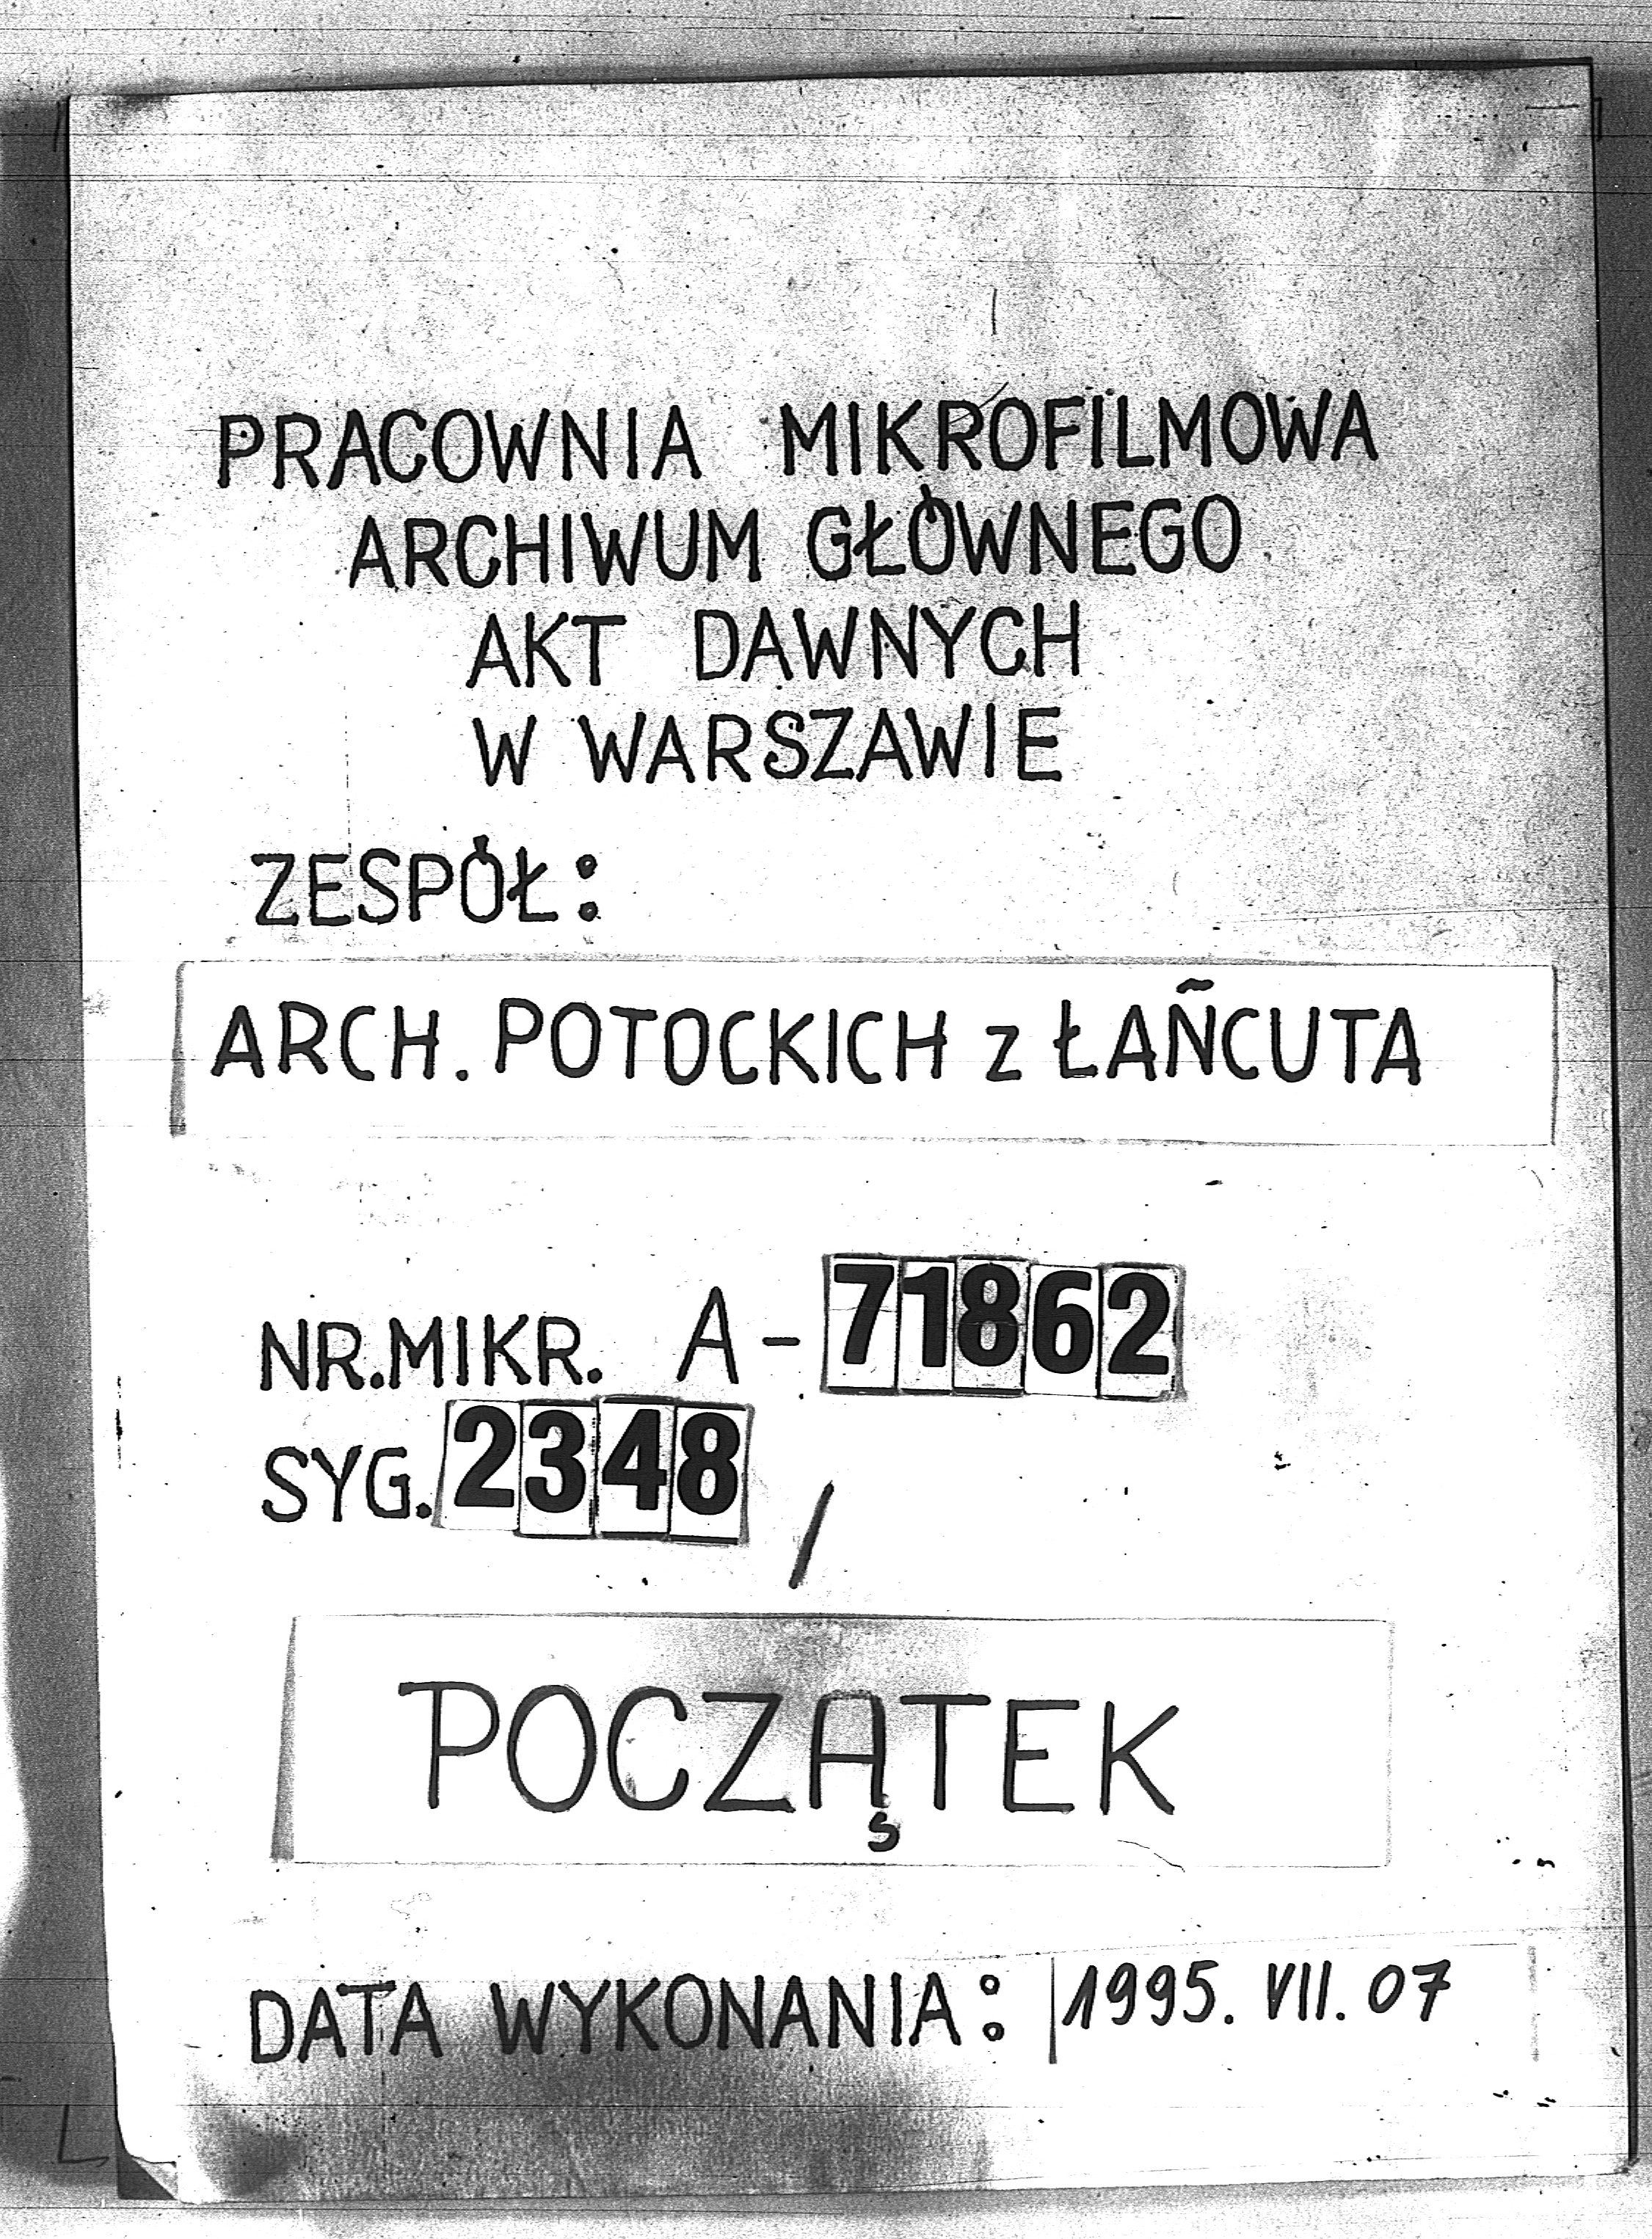 PRACOWNIA MIKROFILMOWA
ARCHIWUM GŁÓWNEGO
AKT DAWNYCH
W WARSZAWIE
ZESPÓŁ:
ARCH. POTOCKICH z ŁAÑCUTA
NR.MIKR. A-71862
SYG. 2348 /
POCZĄTEK
DATA WYKONANIA: 1995. VII. 07